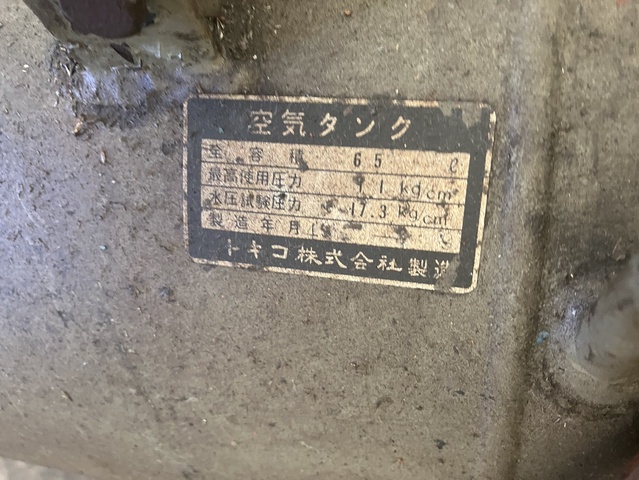 空気タンク
全容積 65 ℓ
最高使用圧力 11 kg/cm²
水圧試験圧力 17.3 kg/cm²
製造年月
トキコ株式会社製造